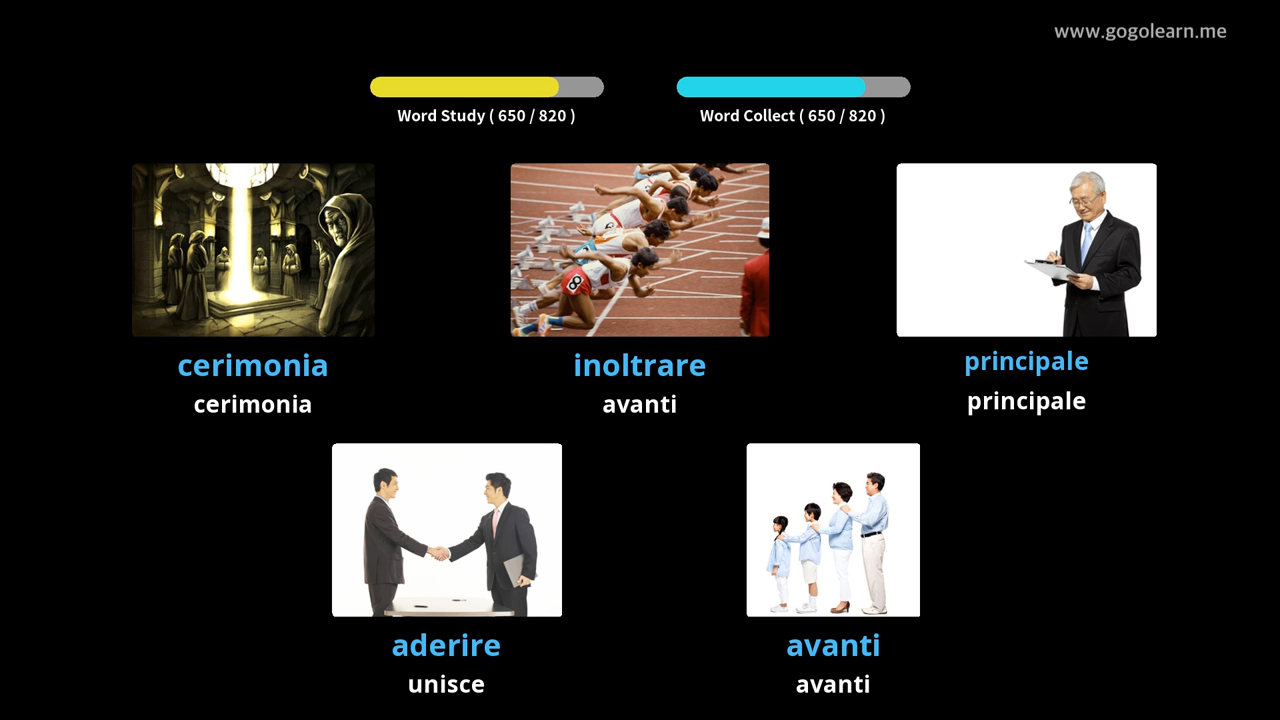 www.gogolearn.me
Word Study ( 650 / 820 )
Word Collect ( 650 / 820 )
cerimonia
cerimonia
inoltrare
avanti
principale
principale
aderire
unisce
avanti
avanti